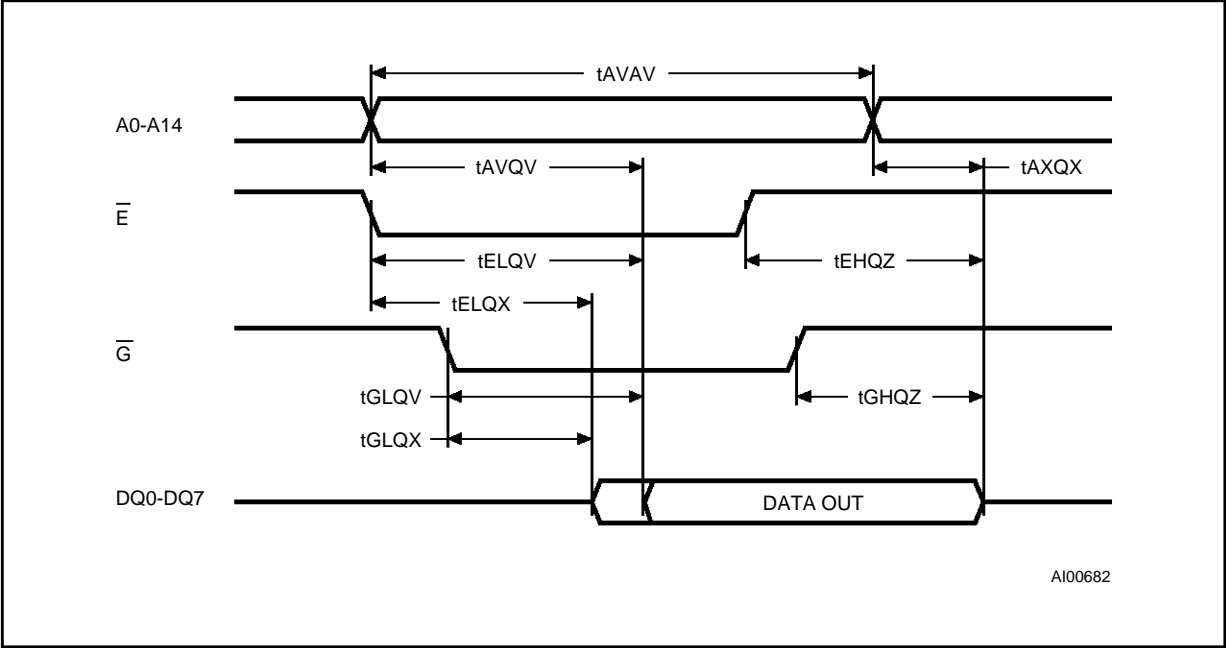 tAVAV
A0-A14
tAVQV
tAXQX
E̅
tELQV
tEHQZ
tELQX
G̅
tGLQV
tGHQZ
tGLQX
DQ0-DQ7
DATA OUT
AI00682